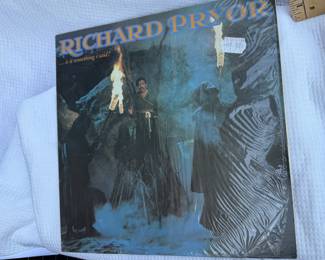 RICHARD PRYOR
...is it something I said?